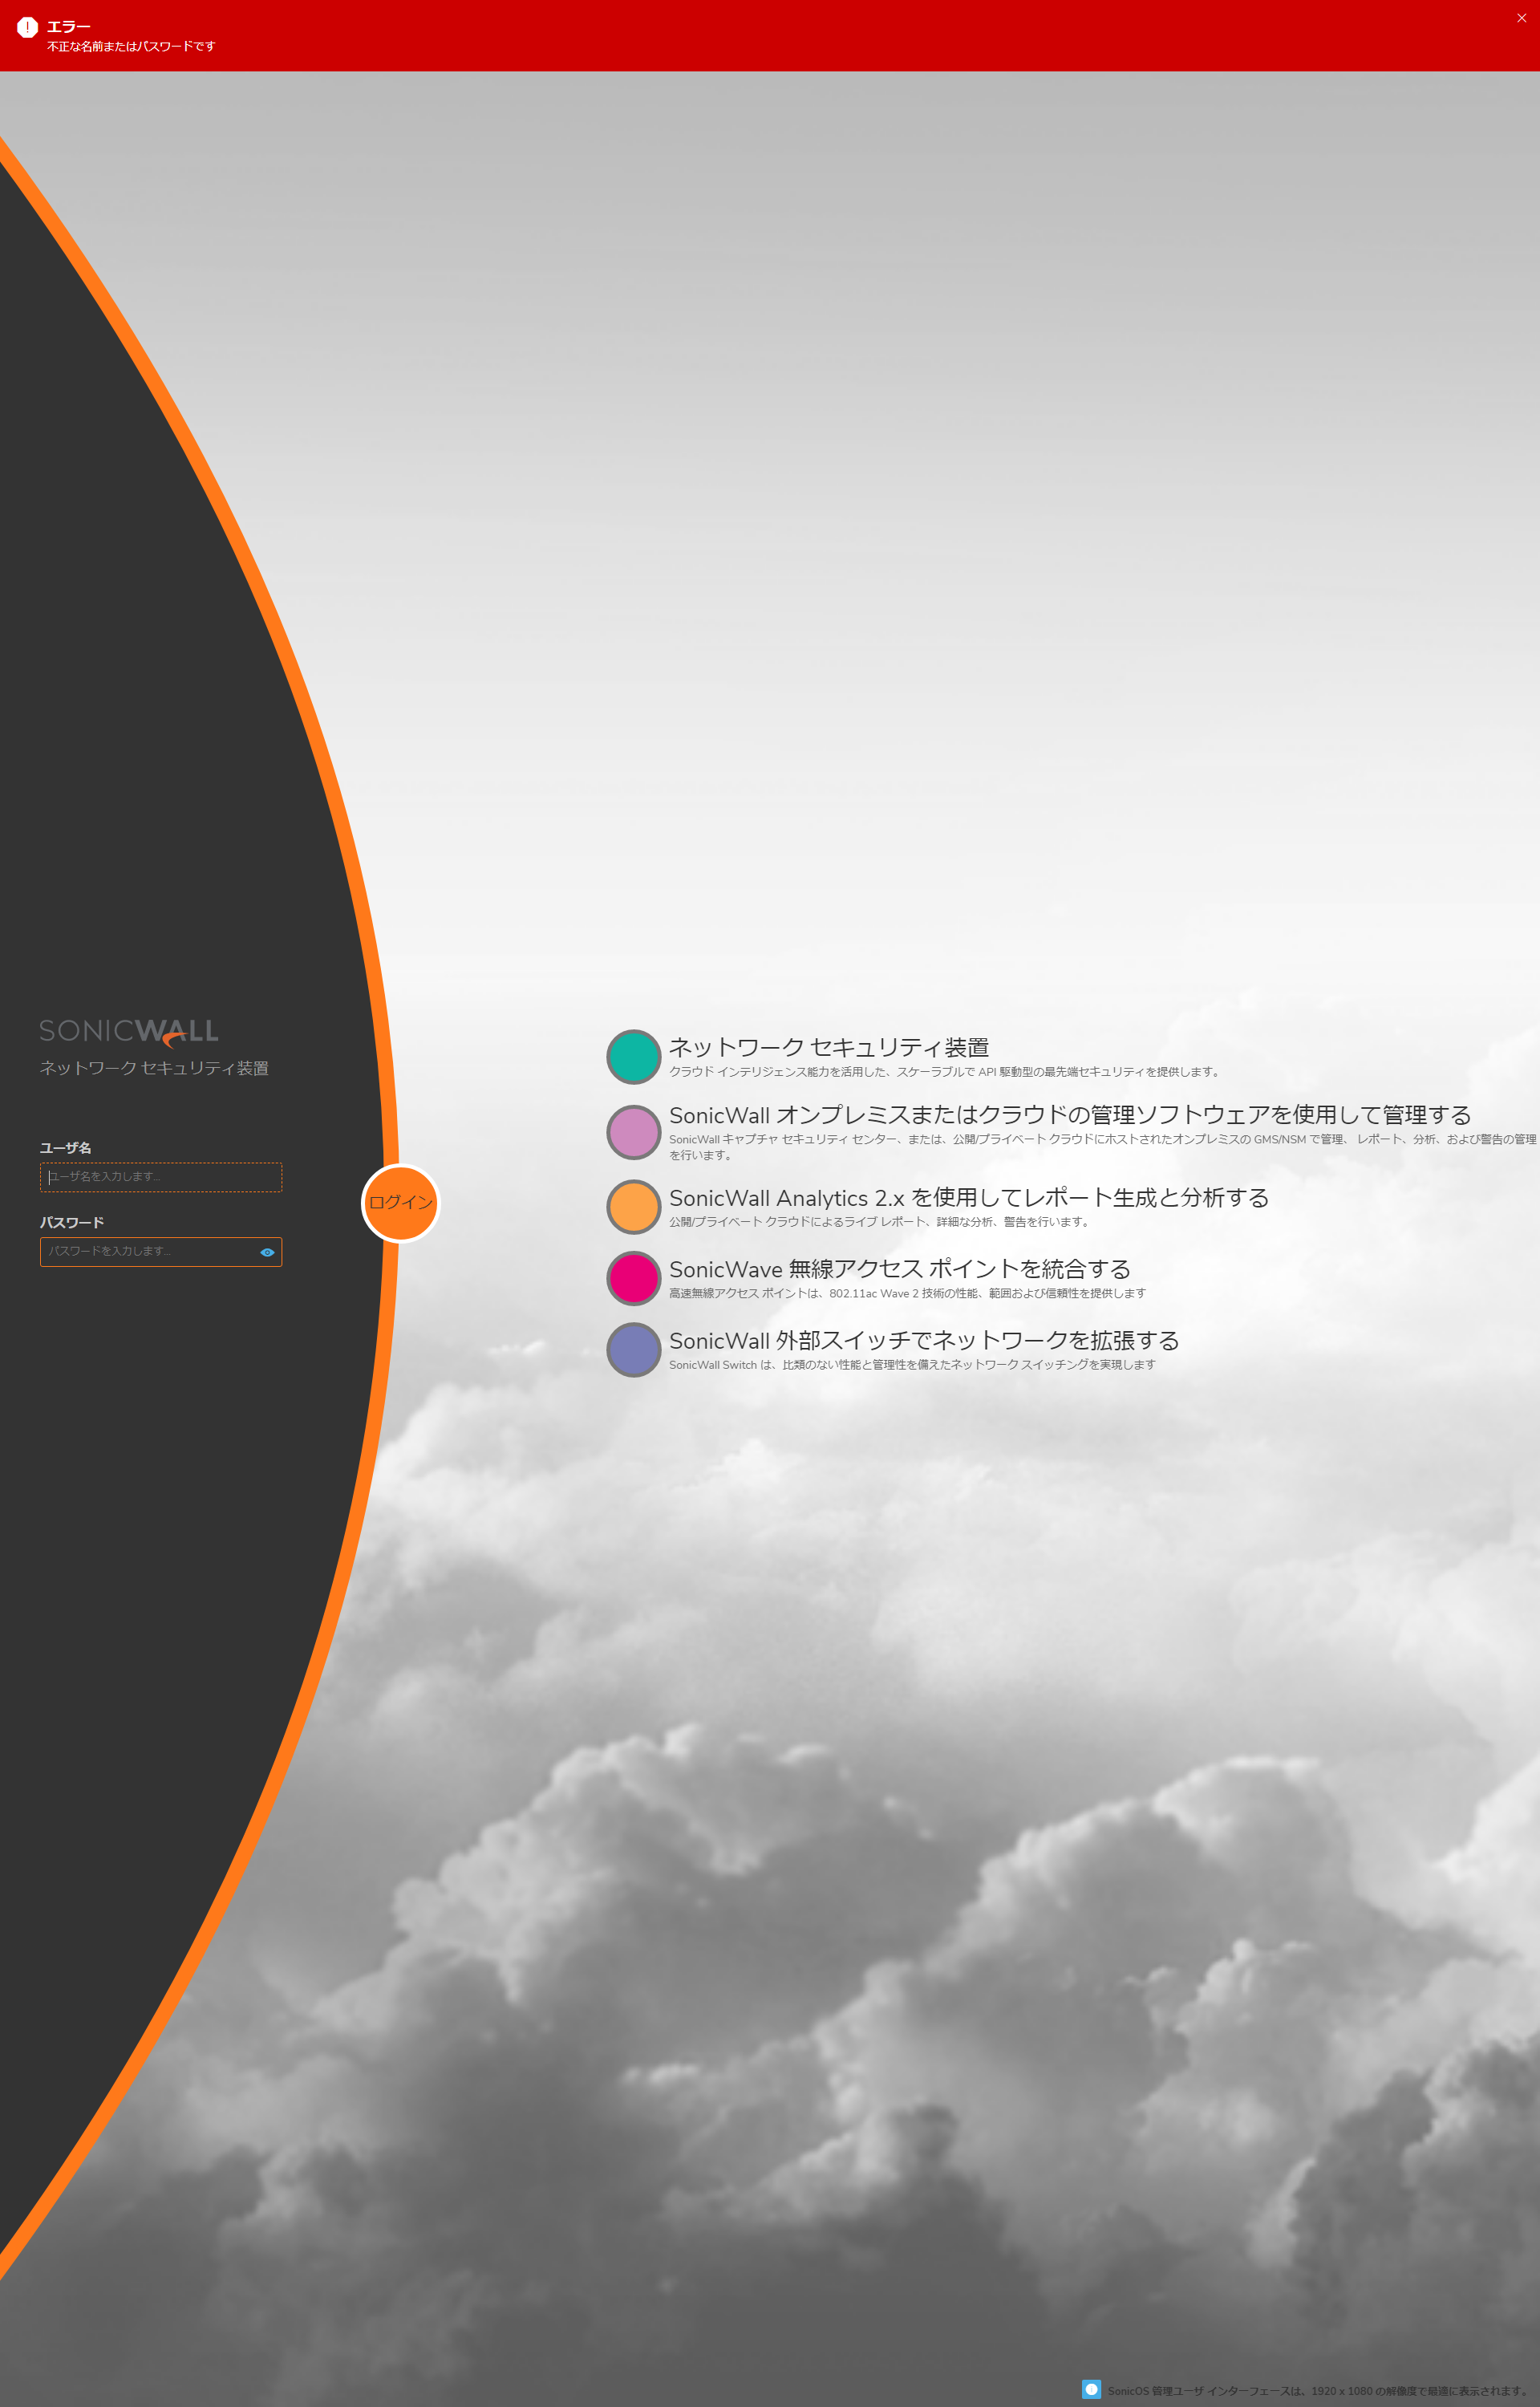 エラー
不正な名前またはパスワードです
SONICWALL
ネットワーク セキュリティ装置
ユーザ名
ユーザ名を入力します...
パスワード
パスワードを入力します...
ログイン
ネットワーク セキュリティ装置
クラウド インテリジェンス能力を活用した、スケーラブルで API 駆動型の最先端セキュリティを提供します。
SonicWall オンプレミスまたはクラウドの管理ソフトウェアを使用して管理する
SonicWall キャプチャ セキュリティ センター、または、公開/プライベート クラウドにホストされたオンプレミスの GMS/NSM で管理、 レポート、分析、および警告の管理
を行います。
SonicWall Analytics 2.x を使用してレポート生成と分析する
公開/プライベート クラウドによるライブ レポート、詳細な分析、警告を行います。
SonicWave 無線アクセス ポイントを統合する
高速無線アクセス ポイントは、802.11ac Wave 2 技術の性能、範囲および信頼性を提供します
SonicWall 外部スイッチでネットワークを拡張する
SonicWall Switch は、比類のない性能と管理性を備えたネットワーク スイッチングを実現します
SonicOS 管理ユーザ インターフェースは、1920 x 1080 の解像度で最適に表示されます。